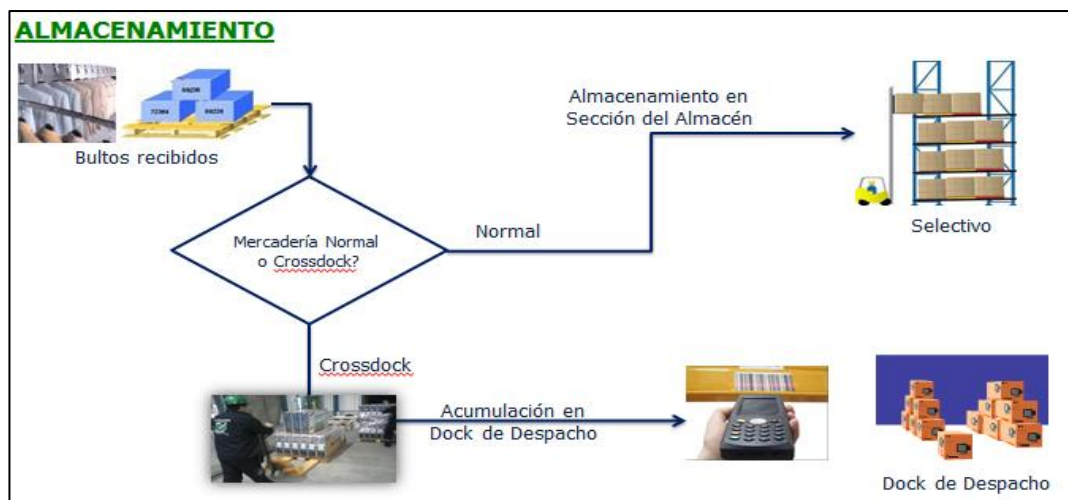 ALMACENAMIENTO
Bultos recibidos
Almacenamiento en
Sección del Almacén
Selectivo
Normal
Mercadería Normal
o Crossdock?
Crossdock
Acumulación en
Dock de Despacho
Dock de Despacho